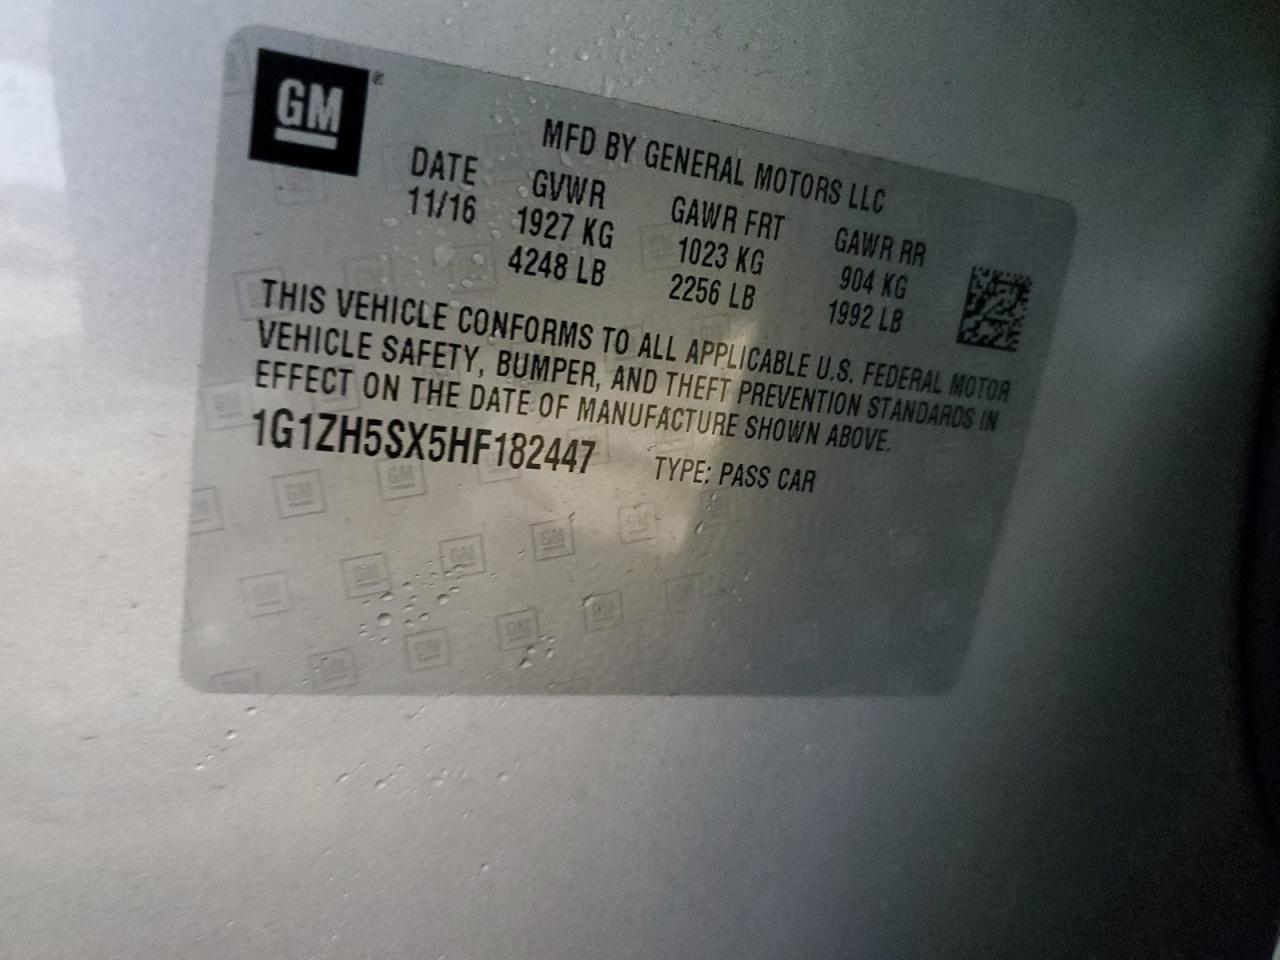 GM®
MFD BY GENERAL MOTORS LLC
DATE GVWR GAWR FRT GAWR RR
11/16 1927 KG 1023 KG 904 KG
4248 LB 2256 LB 1992 LB
THIS VEHICLE CONFORMS TO ALL APPLICABLE U.S. FEDERAL MOTOR
VEHICLE SAFETY, BUMPER, AND THEFT PREVENTION STANDARDS IN
EFFECT ON THE DATE OF MANUFACTURE SHOWN ABOVE.
1G1ZH5SX5HF182447 TYPE: PASS CAR